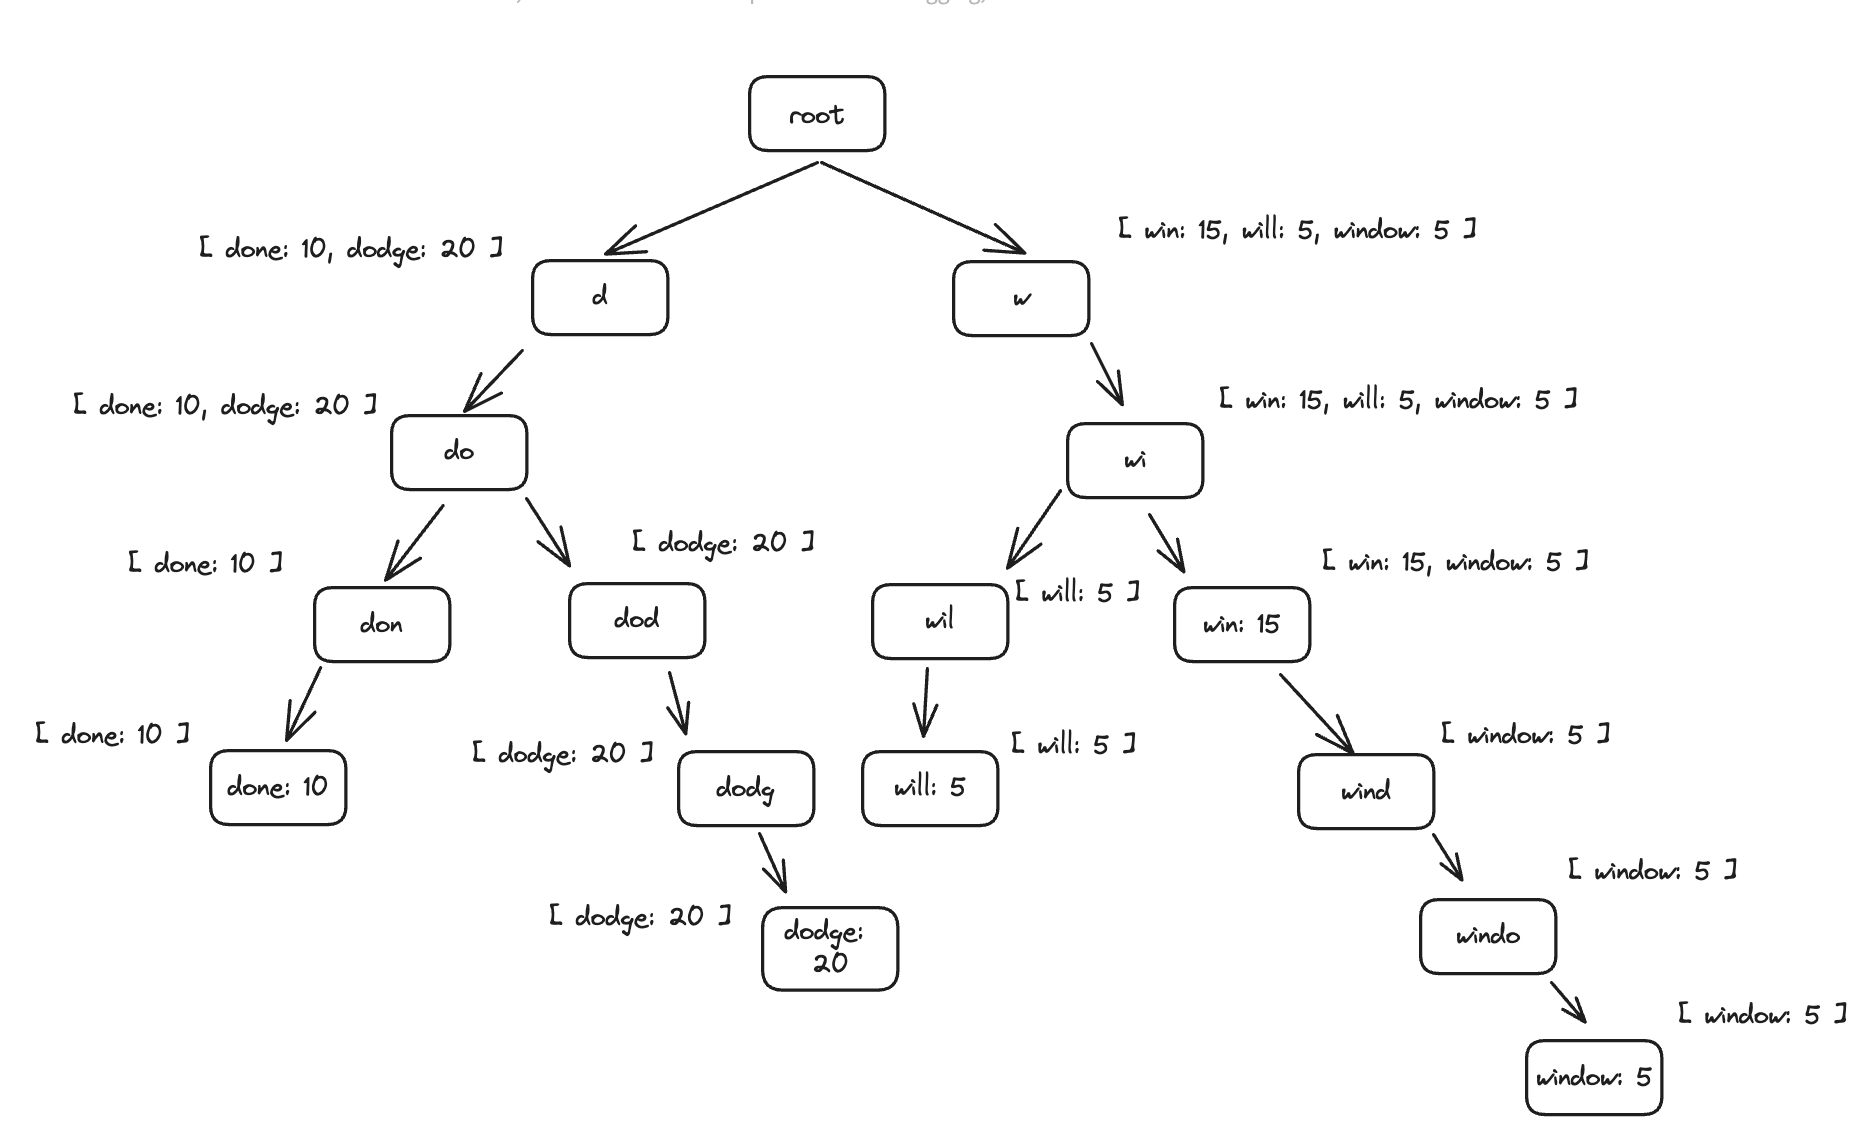 root
[ done: 10, dodge: 20 ]
[ win: 15, will: 5, window: 5 ]
d
w
[ done: 10, dodge: 20 ]
[ win: 15, will: 5, window: 5 ]
do
wi
[ done: 10 ]
[ dodge: 20 ]
[ will: 5 ]
[ win: 15, window: 5 ]
don
dod
wil
win: 15
[ done: 10 ]
[ dodge: 20 ]
[ will: 5 ]
[ window: 5 ]
done: 10
dodg
will: 5
wind
[ dodge: 20 ]
[ window: 5 ]
dodge:
20
windo
[ window: 5 ]
window: 5